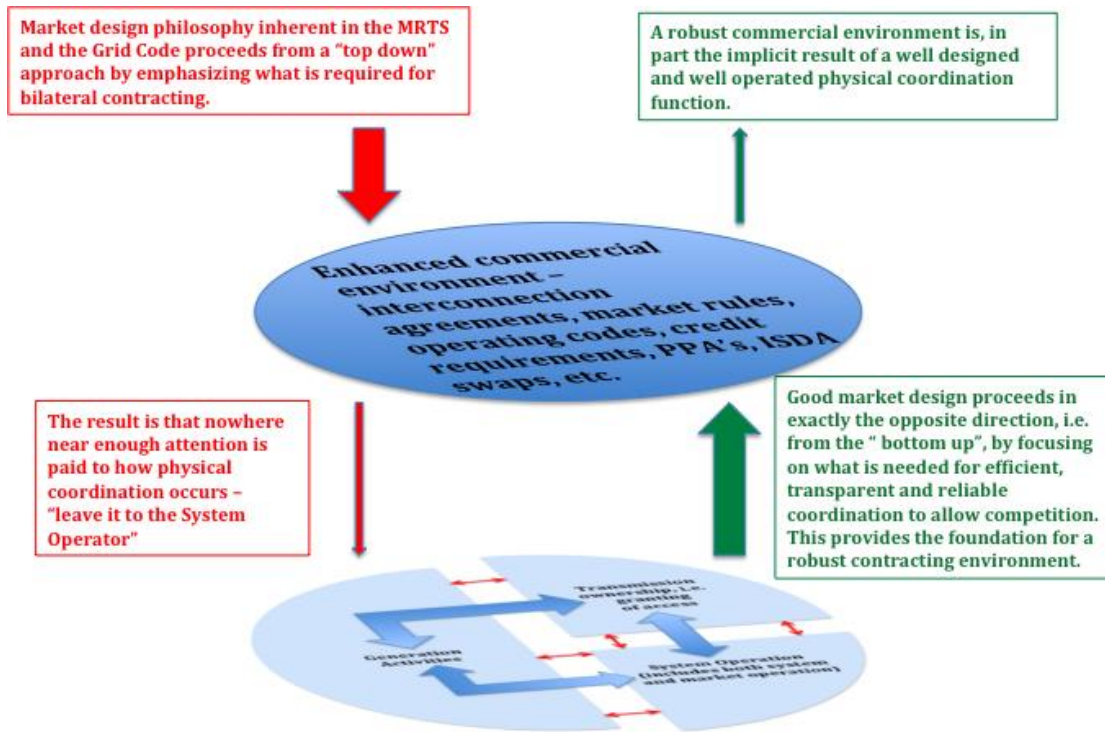 Market design philosophy inherent in the MRTS
and the Grid Code proceeds from a “top down”
approach by emphasizing what is required for
bilateral contracting.
A robust commercial environment is, in
part the implicit result of a well designed
and well operated physical coordination
function.
Enhanced commercial
environment –
interconnection
agreements, market rules,
operating codes, credit
requirements, PPA's, ISDA
swaps, etc.
The result is that nowhere
near enough attention is
paid to how physical
coordination occurs –
“leave it to the System
Operator”
Good market design proceeds in
exactly the opposite direction, i.e.
from the “ bottom up”, by focusing
on what is needed for efficient,
transparent and reliable
coordination to allow competition.
This provides the foundation for a
robust contracting environment.
Transmission
ownership, i.e.
granting
of access
Generation
Activities
System Operation
(includes both system
and market operation)